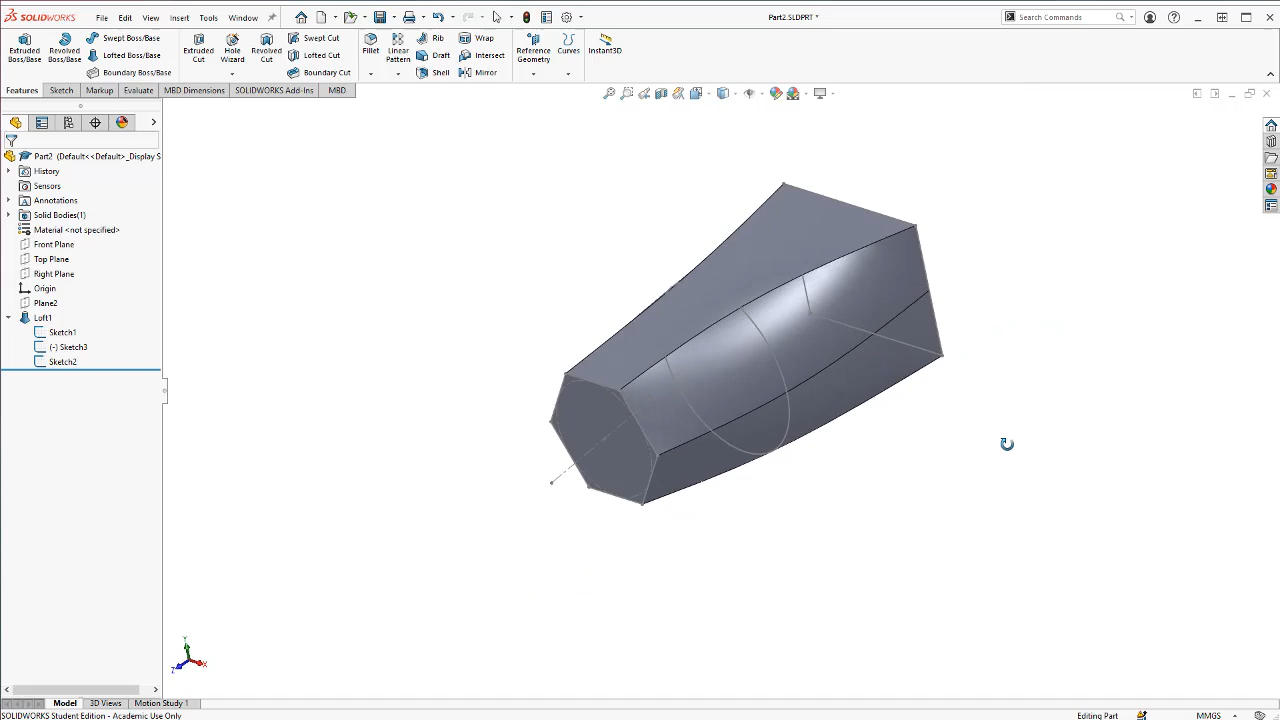 SOLIDWORKS File Edit View Insert Tools Window Part2.SLDPRT * Search Commands
Extruded Boss/Base Revolved Boss/Base Swept Boss/Base Lofted Boss/Base Boundary Boss/Base Extruded Cut Hole Wizard Revolved Cut Swept Cut Lofted Cut Boundary Cut Fillet Linear Pattern Rib Draft Shell Wrap Intersect Mirror Reference Geometry Curves Instant3D
Features Sketch Markup Evaluate MBD Dimensions SOLIDWORKS Add-Ins MBD
Part2 (Default<<Default>_Display S
History
Sensors
Annotations
Solid Bodies(1)
Material <not specified>
Front Plane
Top Plane
Right Plane
Origin
Plane2
Loft1
Sketch1
(-) Sketch3
Sketch2
Y
Z X
Model 3D Views Motion Study 1
SOLIDWORKS Student Edition - Academic Use Only Editing Part MMGS